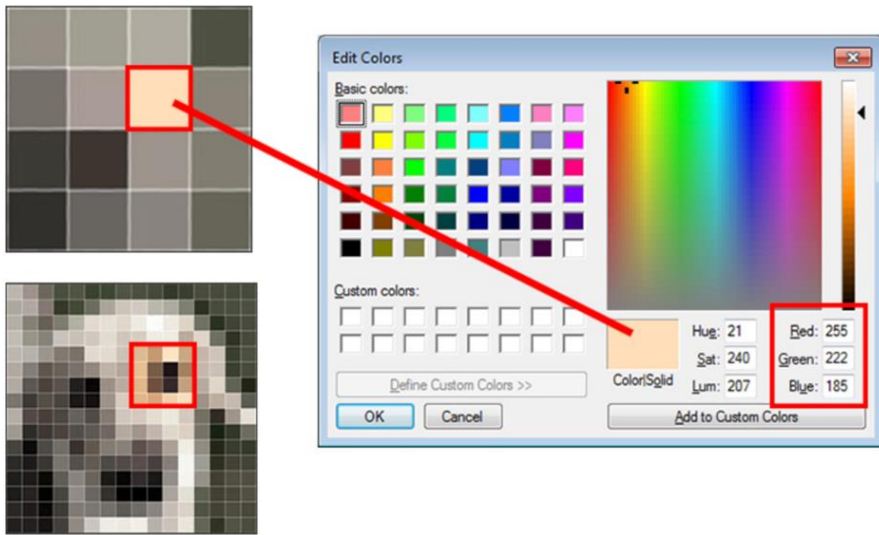 Edit Colors
Basic colors:
Custom colors:
Define Custom Colors >>
OK Cancel
Color|Solid
Hue: 21
Sat: 240
Lum: 207
Red: 255
Green: 222
Blue: 185
Add to Custom Colors